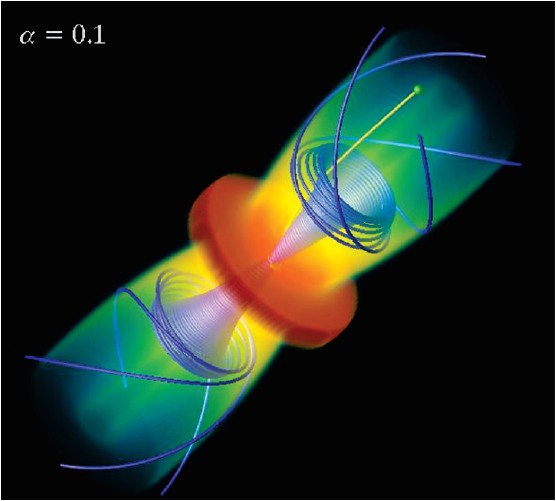 α = 0.1